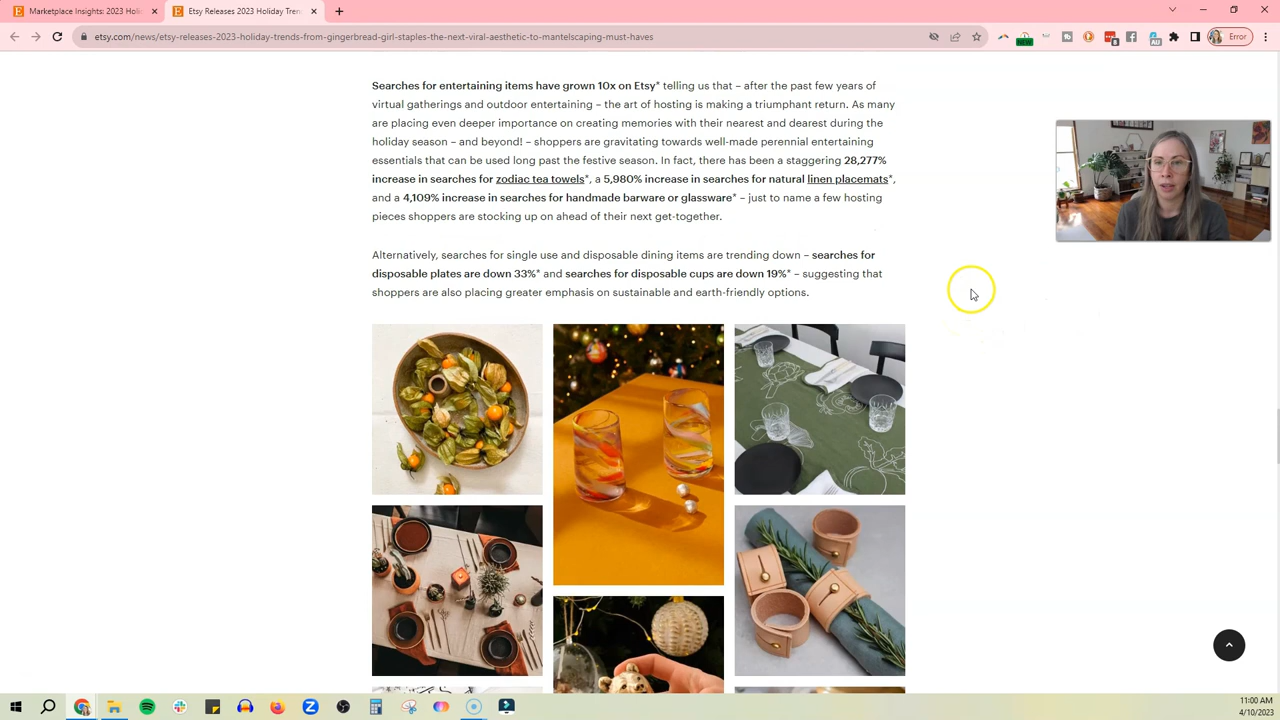 Marketplace Insights: 2023 Holi
Etsy Releases 2023 Holiday Tren
etsy.com/news/etsy-releases-2023-holiday-trends-from-gingerbread-girl-staples-the-next-viral-aesthetic-to-mantelscaping-must-haves
NEW
Error
Searches for entertaining items have grown 10x on Etsy* telling us that – after the past few years of
virtual gatherings and outdoor entertaining – the art of hosting is making a triumphant return. As many
are placing even deeper importance on creating memories with their nearest and dearest during the
holiday season – and beyond! – shoppers are gravitating towards well-made perennial entertaining
essentials that can be used long past the festive season. In fact, there has been a staggering 28,277%
increase in searches for zodiac tea towels*, a 5,980% increase in searches for natural linen placemats*,
and a 4,109% increase in searches for handmade barware or glassware* – just to name a few hosting
pieces shoppers are stocking up on ahead of their next get-together.
Alternatively, searches for single use and disposable dining items are trending down – searches for
disposable plates are down 33%* and searches for disposable cups are down 19%* – suggesting that
shoppers are also placing greater emphasis on sustainable and earth-friendly options.
11:00 AM
4/10/2023